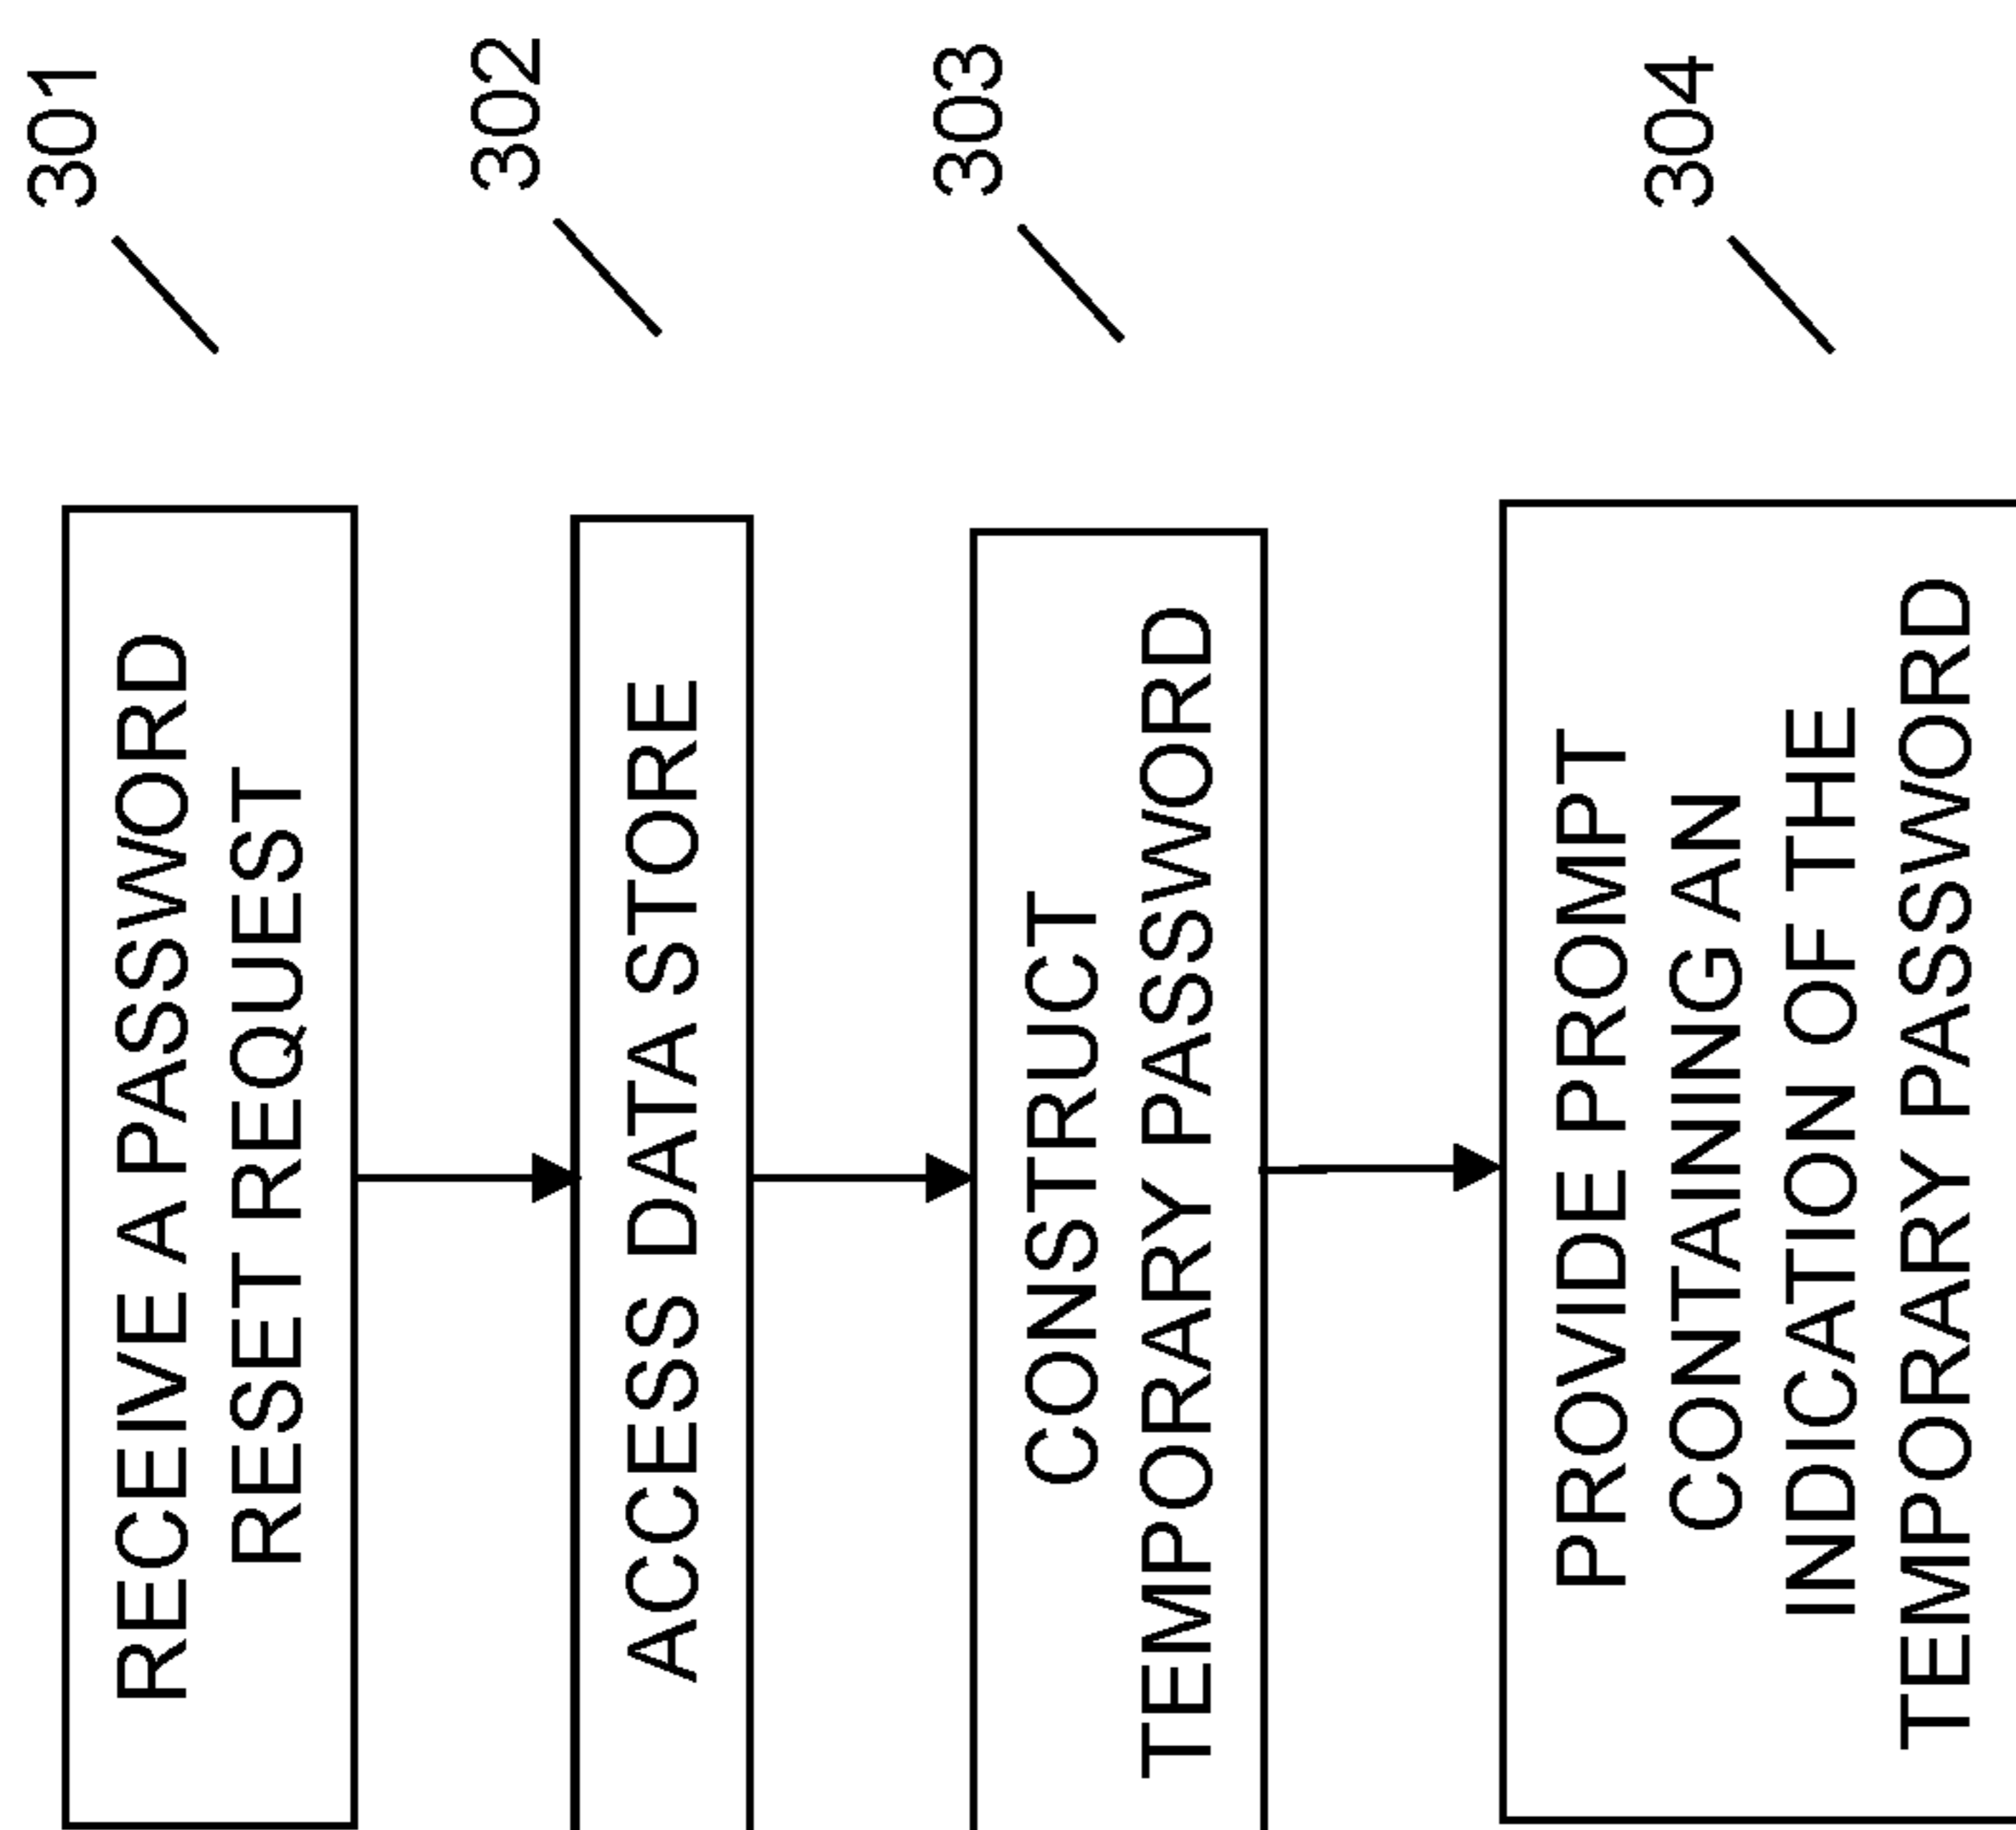 RECEIVE A PASSWORD
RESET REQUEST
301
ACCESS DATA STORE
302
CONSTRUCT
TEMPORARY PASSWORD
303
PROVIDE PROMPT
CONTAINING AN
INDICATION OF THE
TEMPORARY PASSWORD
304